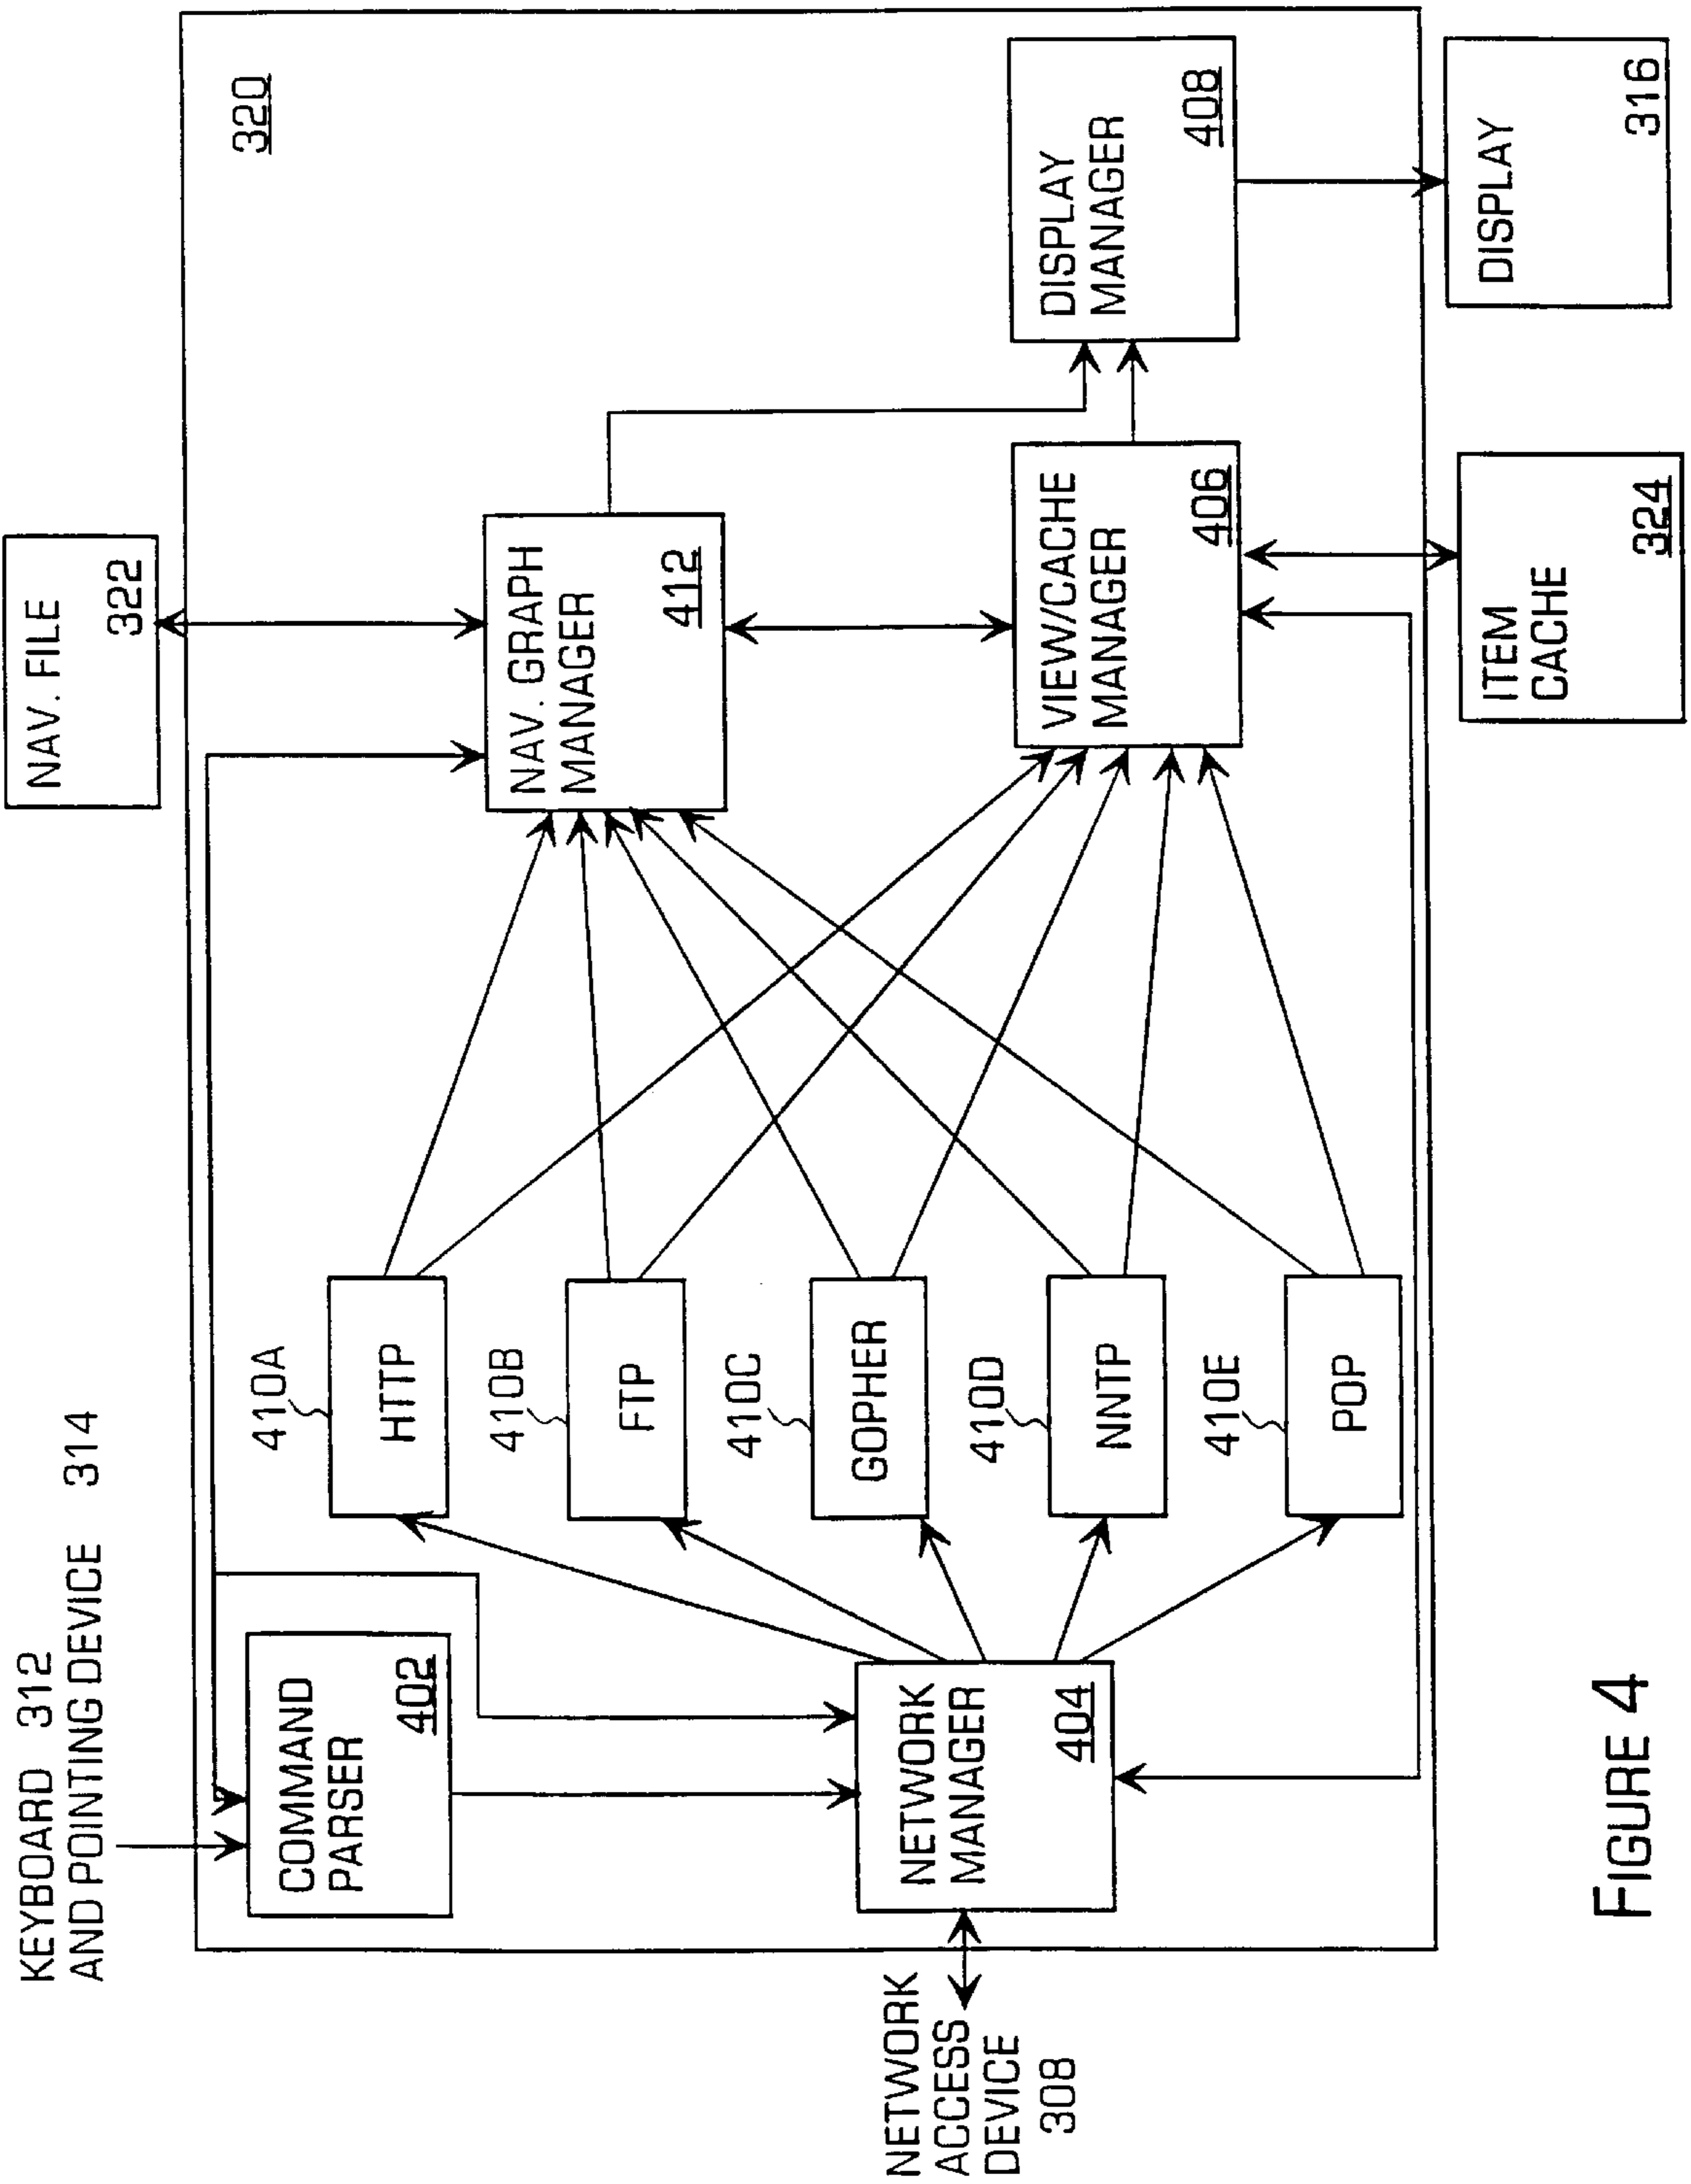 KEYBOARD 312
AND POINTING DEVICE 314
NAV. FILE
322
320
COMMAND
PARSER
402
410A
HTTP
410B
FTP
410C
GOPHER
410D
NNTP
410E
POP
NAV. GRAPH
MANAGER
412
NETWORK
ACCESS
DEVICE
308
NETWORK
MANAGER
404
VIEW/CACHE
MANAGER
406
DISPLAY
MANAGER
408
ITEM
CACHE
324
DISPLAY
316
FIGURE 4